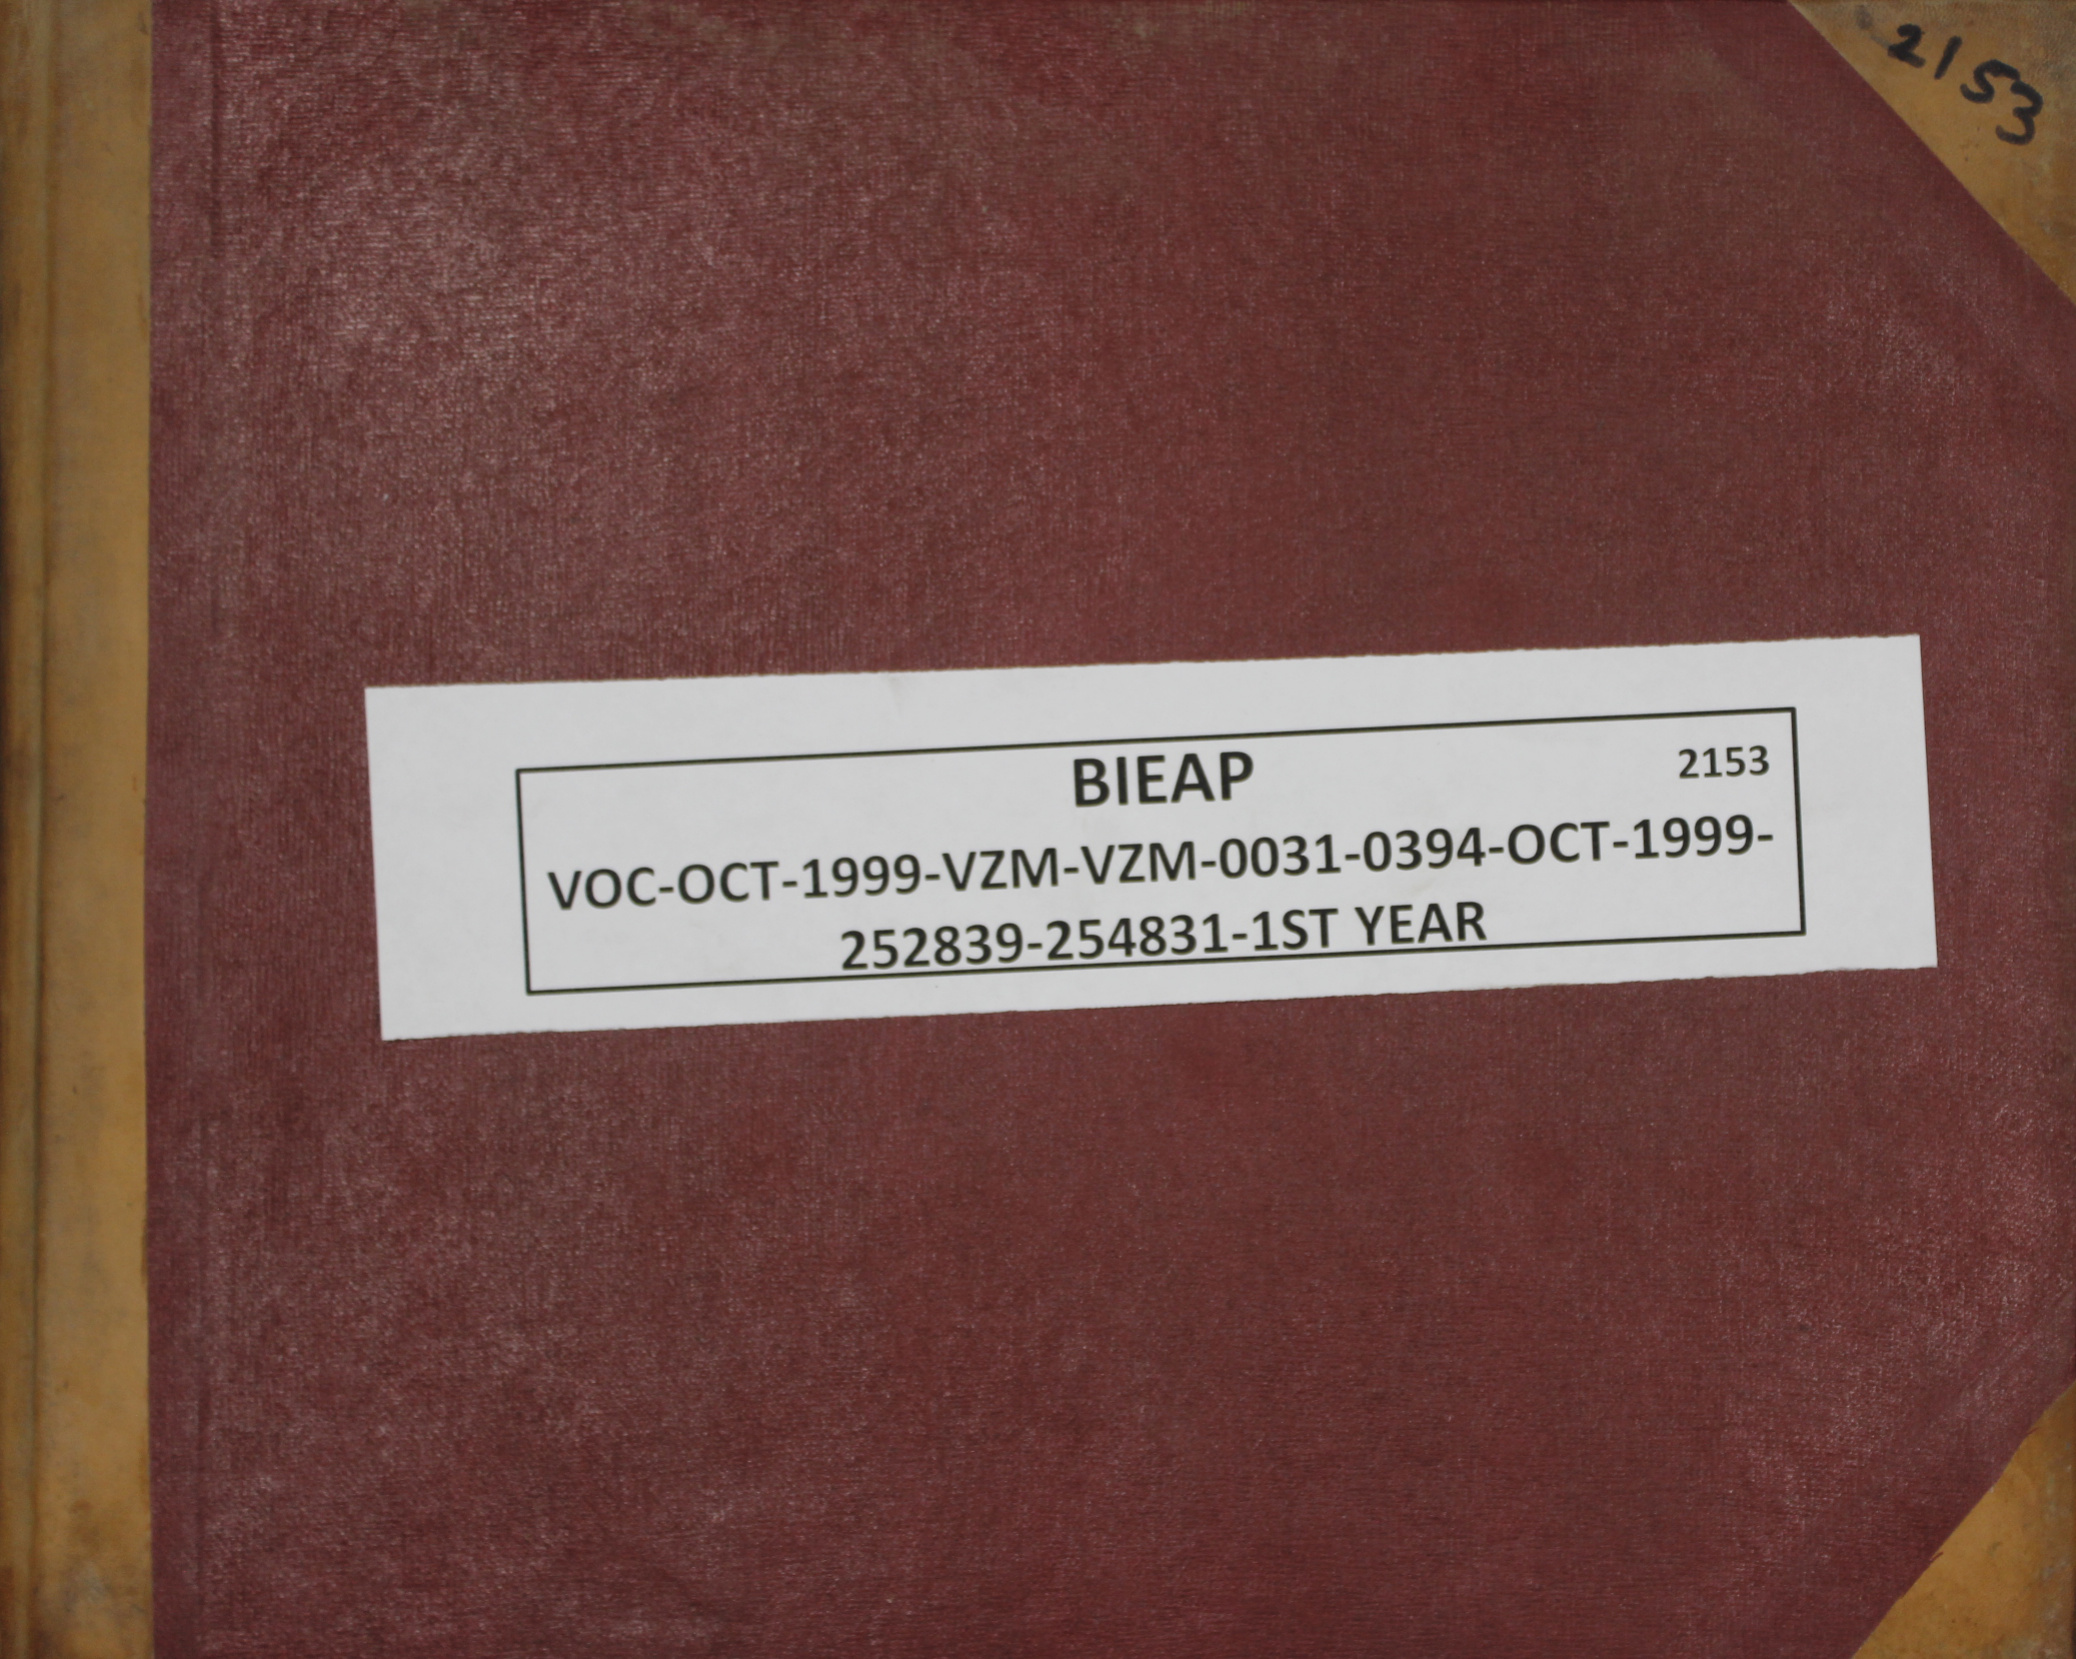 2153
BIEAP
2153
VOC-OCT-1999-VZM-VZM-0031-0394-OCT-1999-
252839-254831-1ST YEAR